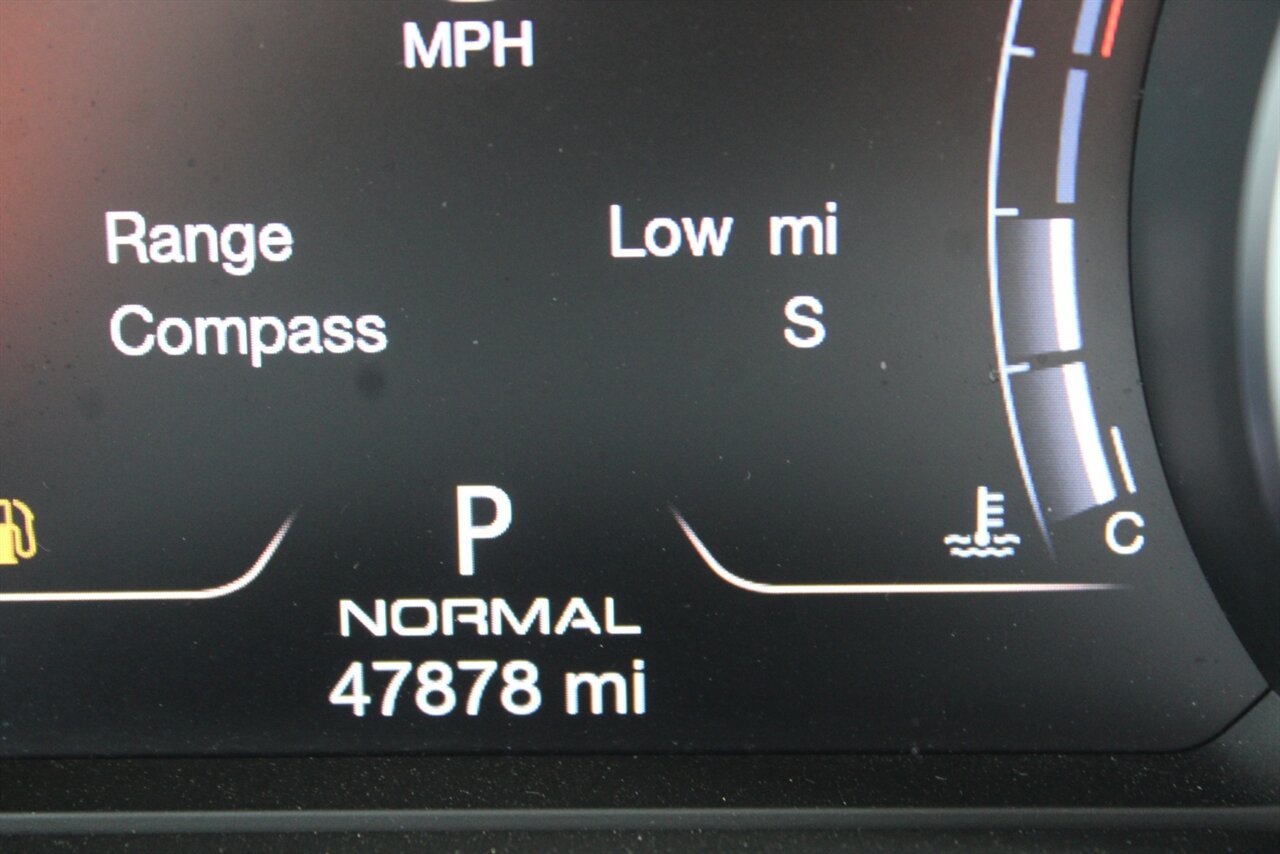 MPH
Range Low mi
Compass S
P
C
NORMAL
47878 mi